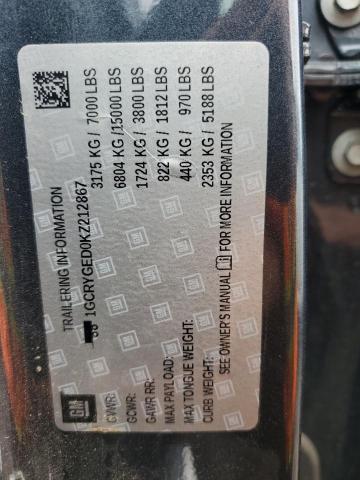 TRAILERING INFORMATION
1GCRYGED0KZ212867
GM
GVWR: 3175 KG / 7000 LBS
GCWR: 6804 KG /15000 LBS
GAWR RR: 1724 KG / 3800 LBS
MAX PAYLOAD: 822 KG / 1812 LBS
MAX TONGUE WEIGHT: 440 KG / 970 LBS
CURB WEIGHT: 2353 KG / 5188 LBS
SEE OWNER'S MANUAL FOR MORE INFORMATION